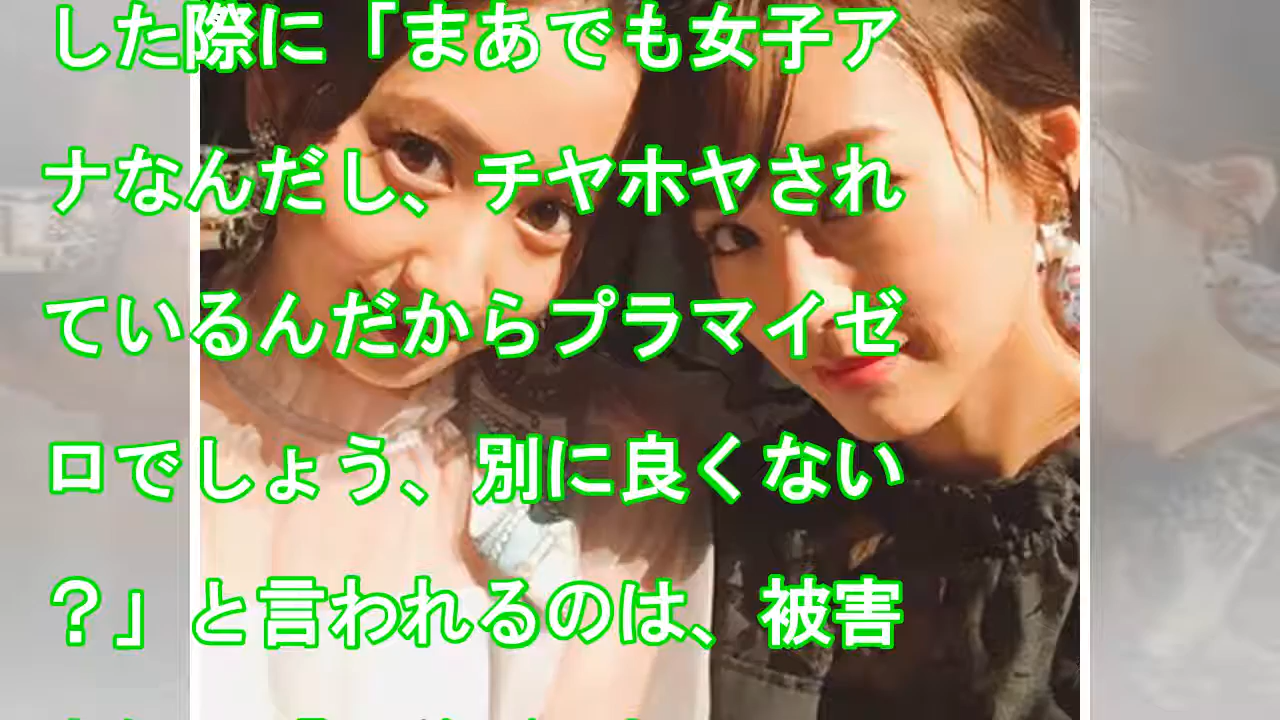 した際に「まあでも女子ア
ナなんだし、チヤホヤされ
ているんだからプラマイゼ
ロでしょう、別に良くない
？」と言われるのは、被害